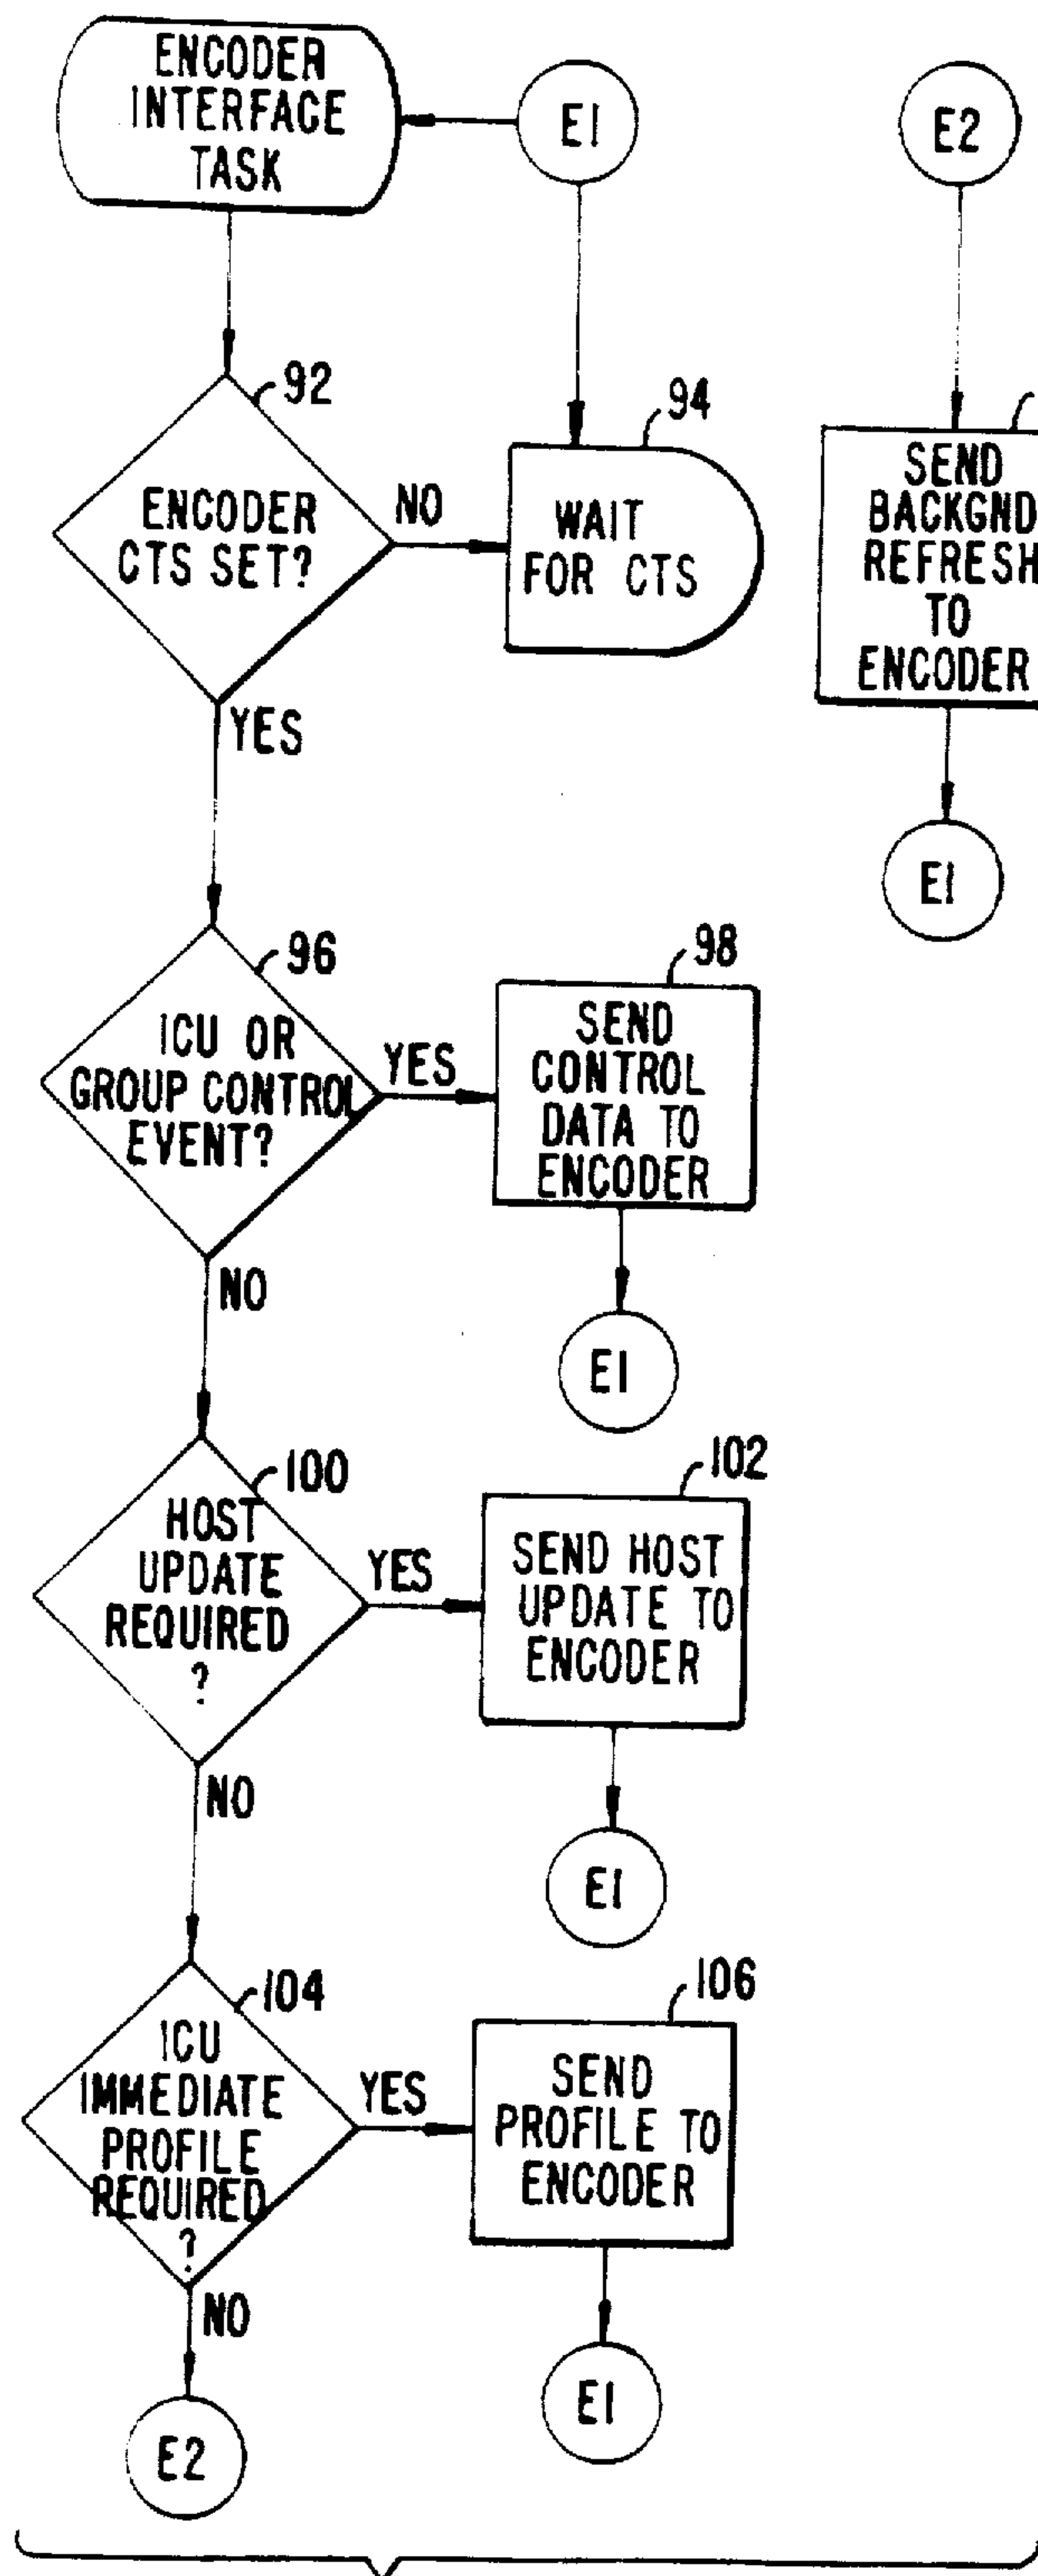 ENCODER
INTERFACE
TASK
E1
E2
92
ENCODER
CTS SET?
NO
94
WAIT
FOR CTS
SEND
BACKGND
REFRESH
TO
ENCODER
YES
E1
96
ICU OR
GROUP CONTROL
EVENT?
YES
98
SEND
CONTROL
DATA TO
ENCODER
NO
E1
100
HOST
UPDATE
REQUIRED
?
YES
102
SEND HOST
UPDATE TO
ENCODER
NO
E1
104
ICU
IMMEDIATE
PROFILE
REQUIRED
?
YES
106
SEND
PROFILE TO
ENCODER
NO
E1
E2